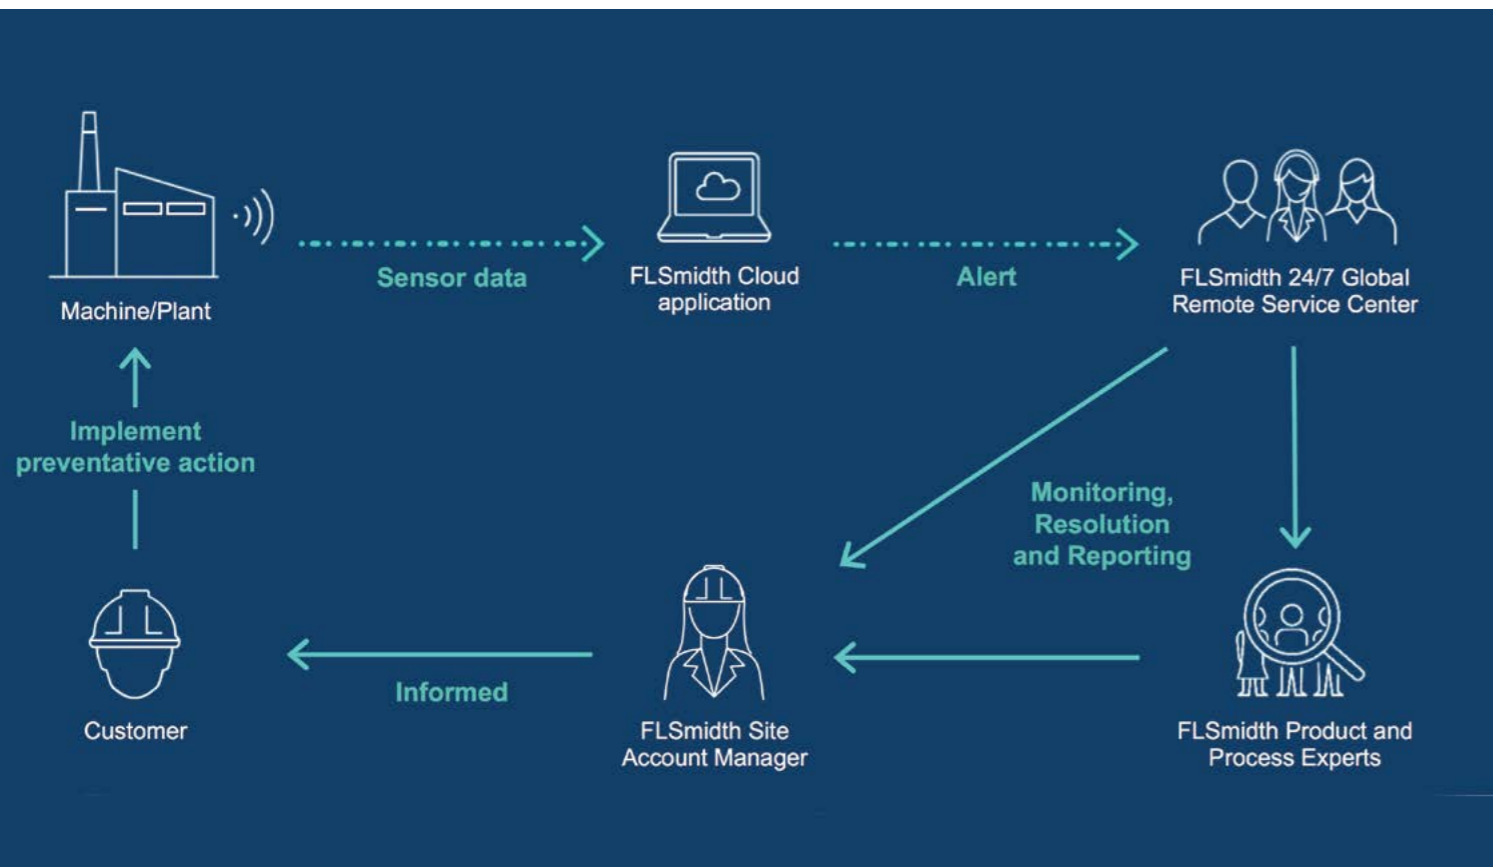 Sensor data
FLSmidth Cloud
application
Alert
FLSmidth 24/7 Global
Remote Service Center
Machine/Plant
Implement
preventative action
Monitoring,
Resolution
and Reporting
Customer
Informed
FLSmidth Site
Account Manager
FLSmidth Product and
Process Experts